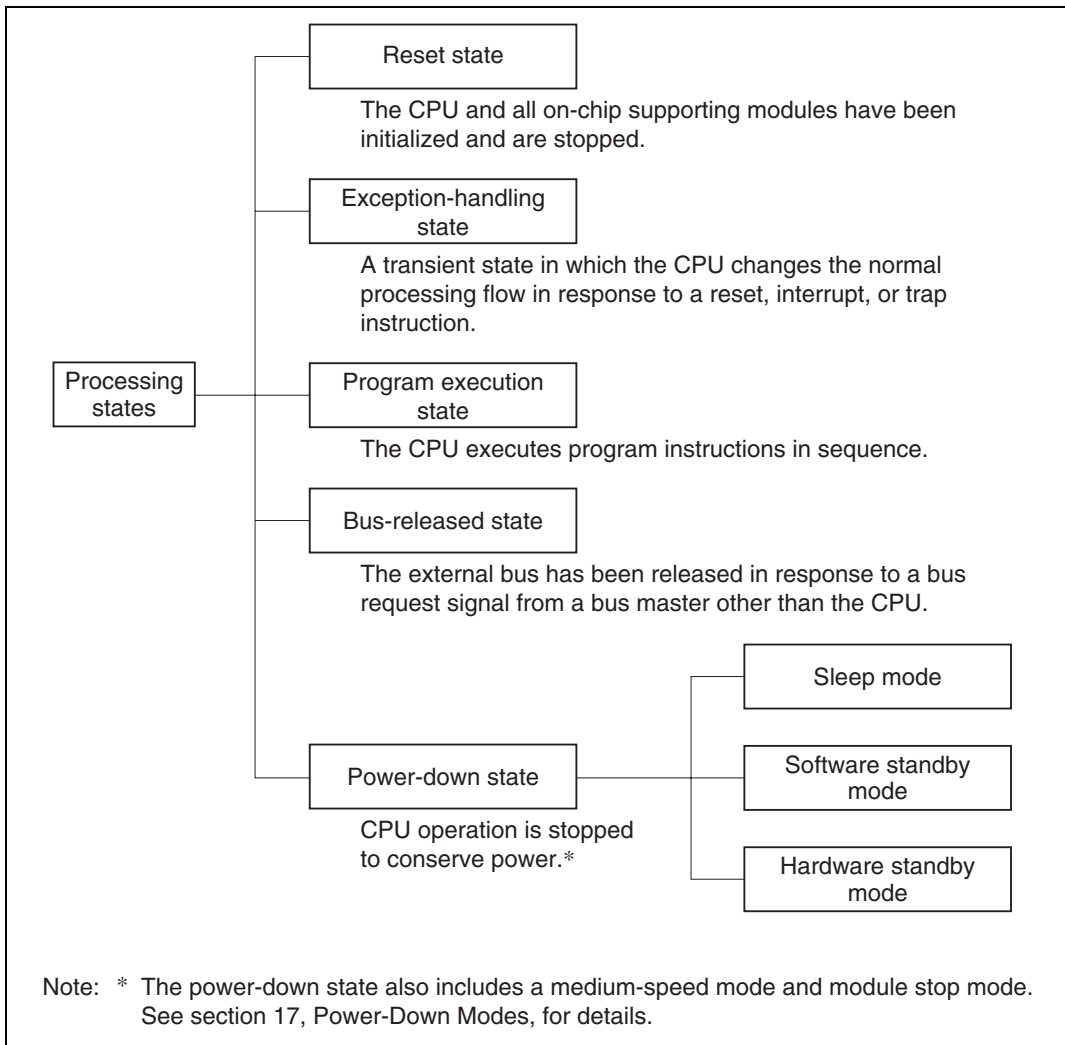 Reset state
The CPU and all on-chip supporting modules have been
initialized and are stopped.
Exception-handling
state
A transient state in which the CPU changes the normal
processing flow in response to a reset, interrupt, or trap
instruction.
Processing
states
Program execution
state
The CPU executes program instructions in sequence.
Bus-released state
The external bus has been released in response to a bus
request signal from a bus master other than the CPU.
Sleep mode
Power-down state
CPU operation is stopped
to conserve power.*
Software standby
mode
Hardware standby
mode
Note: * The power-down state also includes a medium-speed mode and module stop mode.
See section 17, Power-Down Modes, for details.